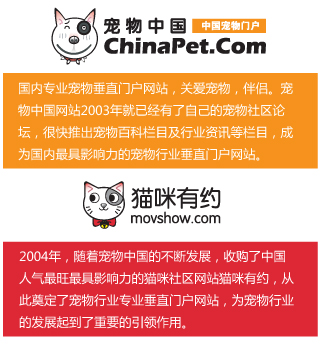 宠物中国 中国宠物门户
ChinaPet.Com
国内专业宠物垂直门户网站，关爱宠物，伴侣。宠
物中国网站2003年就已经有了自己的宠物社区论
坛，很快推出宠物百科栏目及行业资讯等栏目，成
为国内最具影响力的宠物行业垂直门户网站。
猫咪有约
movshow.com
2004年，随着宠物中国的不断发展，收购了中国
人气最旺最具影响力的猫咪社区网站猫咪有约，从
此奠定了宠物行业专业垂直门户网站，为宠物行业
的发展起到了重要的引领作用。